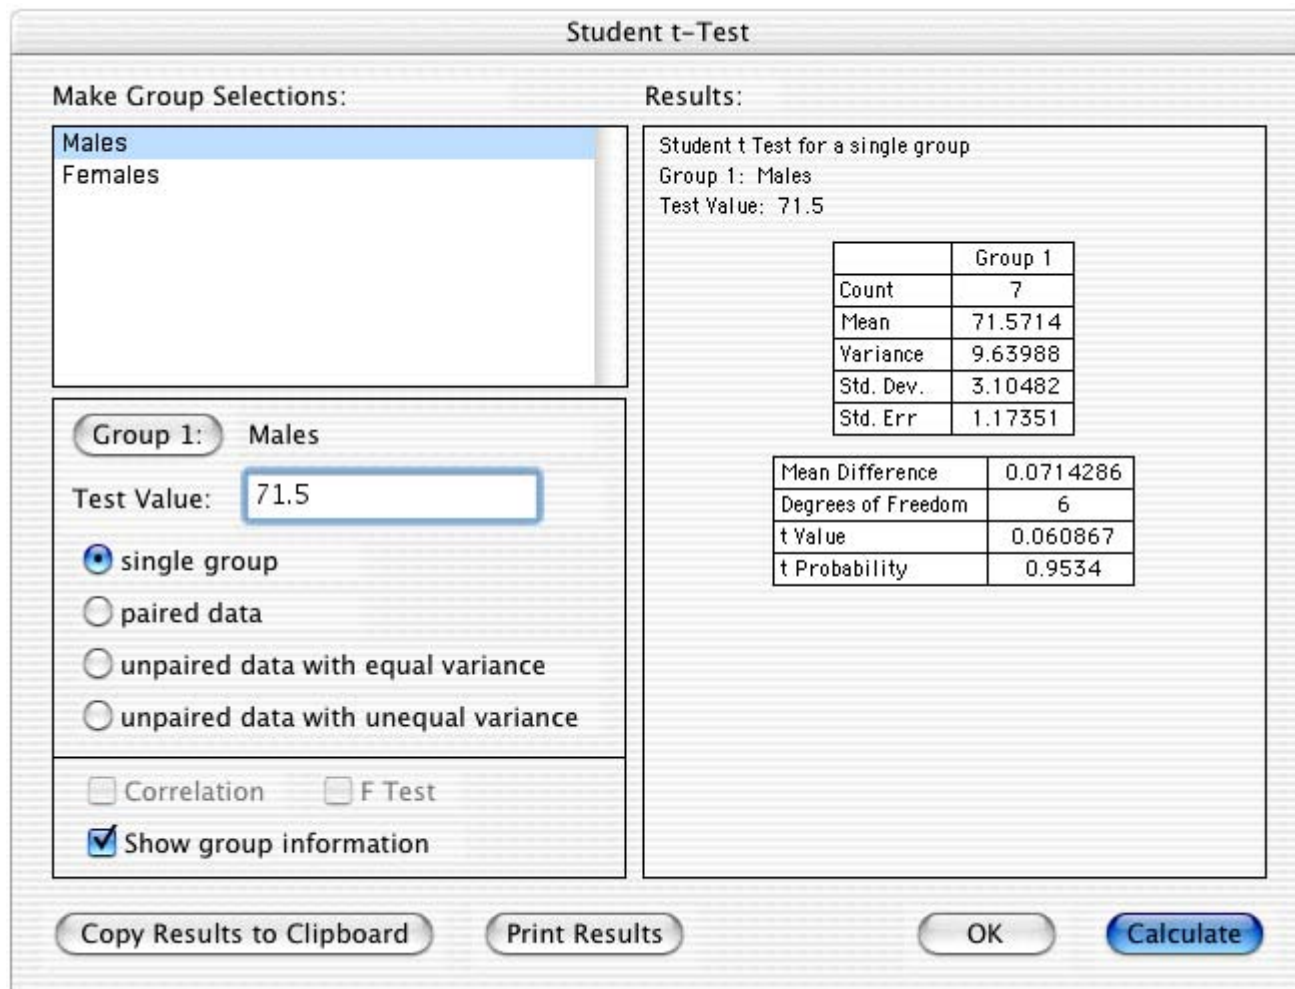 Student t-Test
Make Group Selections:
Males
Females
Group 1: Males
Test Value: 71.5
single group
paired data
unpaired data with equal variance
unpaired data with unequal variance
Correlation F Test
Show group information
Results:
Student t Test for a single group
Group 1: Males
Test Value: 71.5
Group 1
Count 7
Mean 71.5714
Variance 9.63988
Std. Dev. 3.10482
Std. Err 1.17351
Mean Difference 0.0714286
Degrees of Freedom 6
t Value 0.060867
t Probability 0.9534
Copy Results to Clipboard Print Results OK Calculate